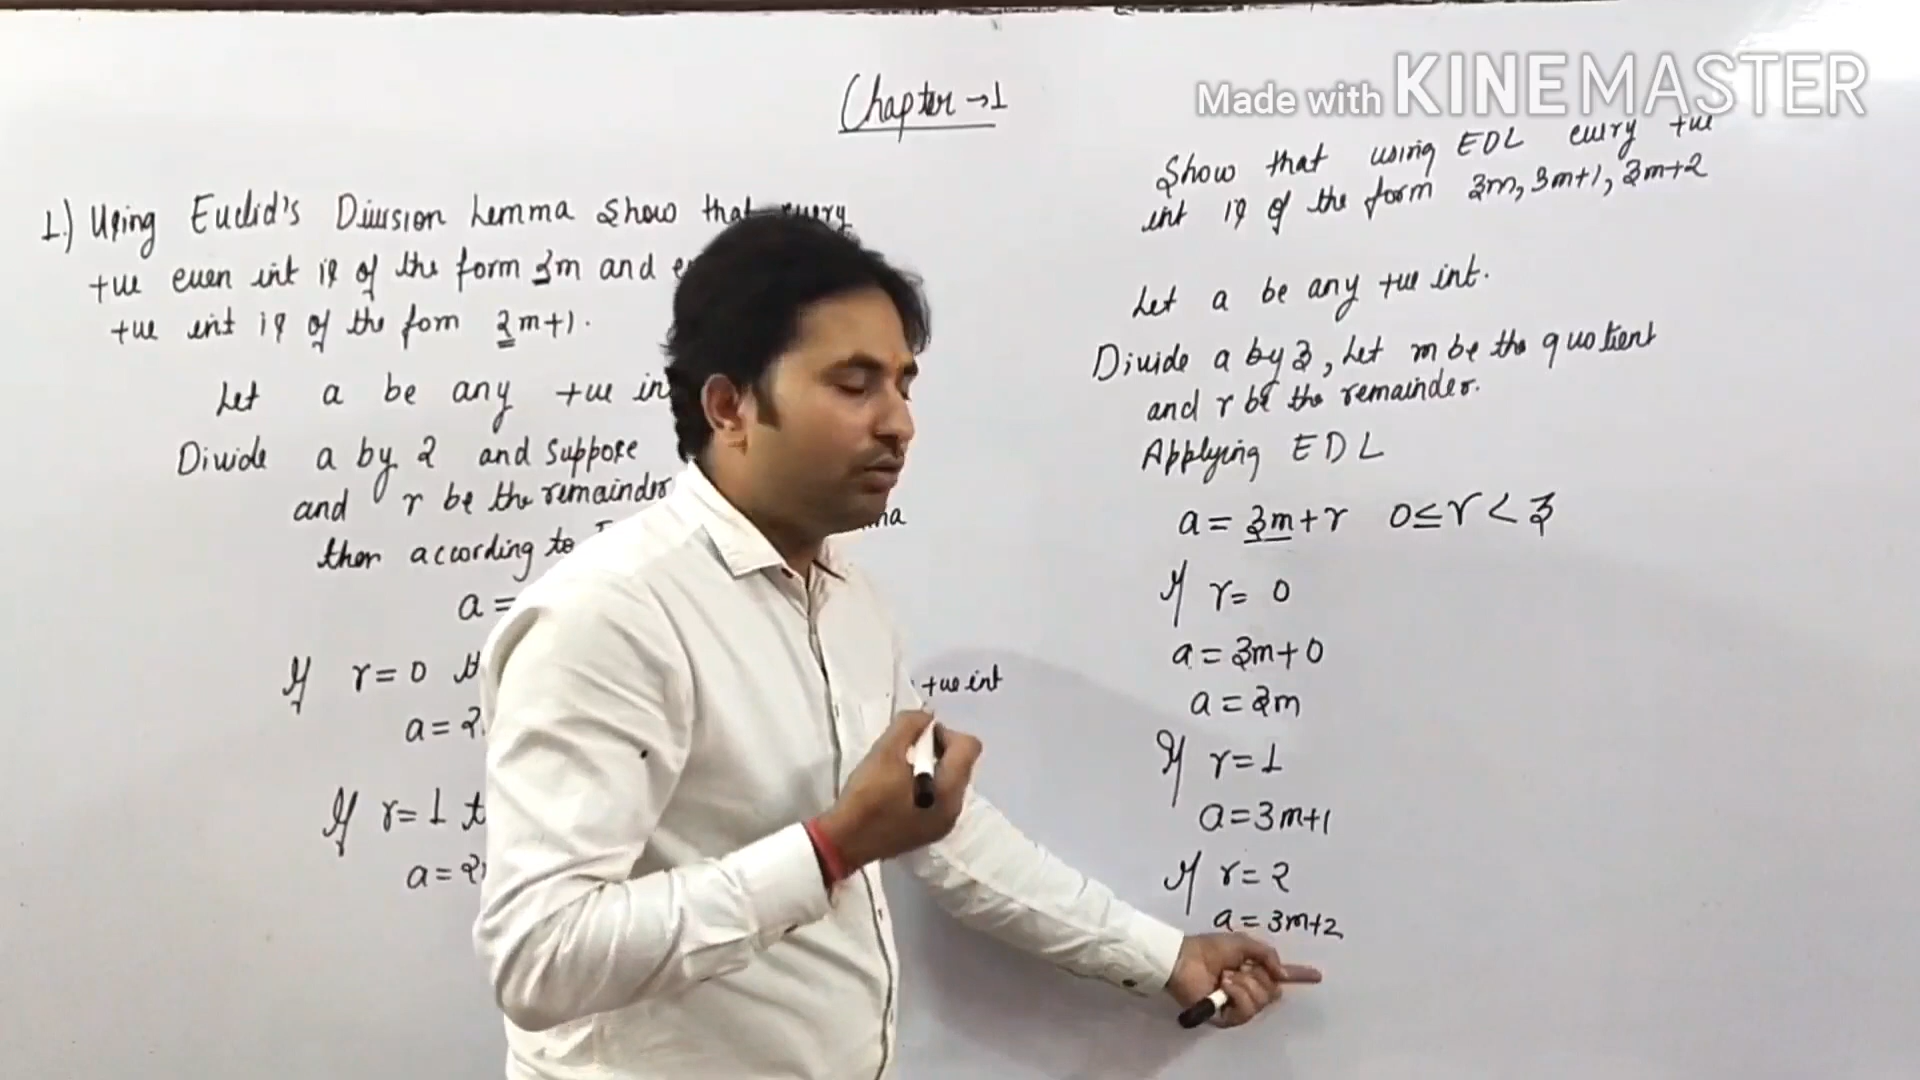 Made with KINEMASTER
Chapter →1
1.) Using Euclid's Division Lemma show that every
+ve even int is of the form 2m and
+ve int is of the form 2m+1.
Let a be any +ve
Divide a by 2 and suppose
and r be the remainder
then according to
a =
If r=0
+ve int
a=2
If r=1
a=2
Show that using EDL every +ve
int is of the form 3m, 3m+1, 3m+2
Let a be any +ve int.
Divide a by 3, Let m be the quotient
and r be the remainder.
Applying EDL
a = 3m+r 0≤r<3
If r= 0
a= 3m+0
a = 3m
If r=1
a=3m+1
If r=2
a=3m+2